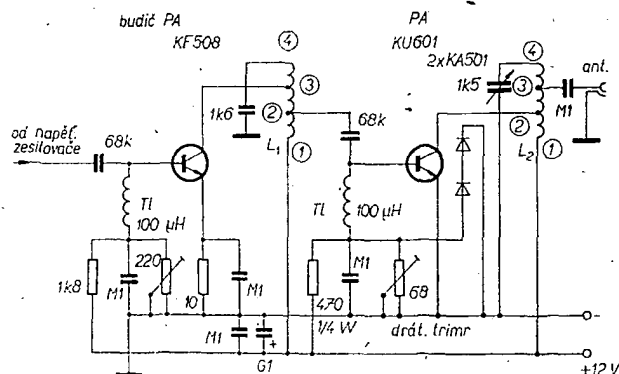 budič PA
KF508
PA
KU601
2xKA501
ant.
4
3
2
1
1k6
L1
68k
od napěť.
zesilovače
68k
Tl
100 µH
1k8
M1
220
10
M1
M1
G1
+
Tl
100 µH
470
1/4 W
M1
68
drát. trimr
1k5
4
3
2
1
L2
M1
-
+12 V